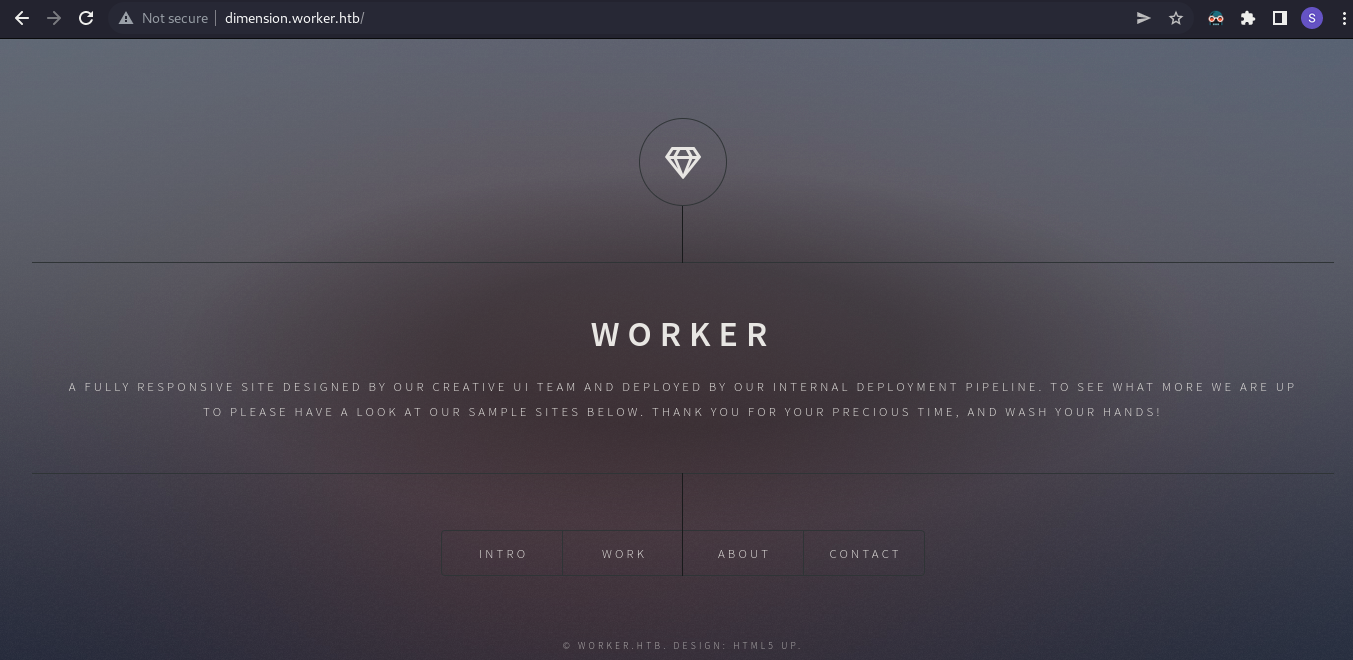 Not secure dimension.worker.htb/
S
WORKER
A FULLY RESPONSIVE SITE DESIGNED BY OUR CREATIVE UI TEAM AND DEPLOYED BY OUR INTERNAL DEPLOYMENT PIPELINE. TO SEE WHAT MORE WE ARE UP
TO PLEASE HAVE A LOOK AT OUR SAMPLE SITES BELOW. THANK YOU FOR YOUR PRECIOUS TIME, AND WASH YOUR HANDS!
INTRO WORK ABOUT CONTACT
© WORKER.HTB. DESIGN: HTML5 UP.